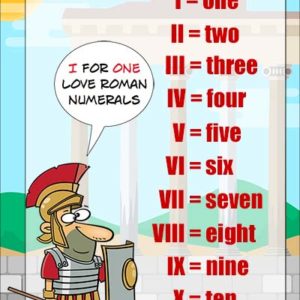 I = one
II = two
III = three
I FOR ONE
LOVE ROMAN
NUMERALS
IV = four
V = five
VI = six
VII = seven
VIII = eight
IX = nine
X = ten